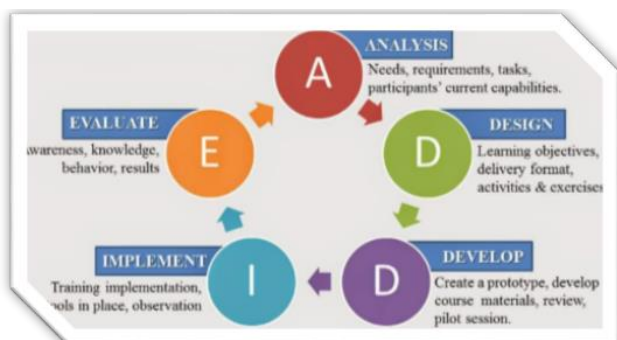 A
ANALYSIS
Needs, requirements, tasks,
participants' current capabilities.
D
DESIGN
Learning objectives,
delivery format,
activities & exercises
D
DEVELOP
Create a prototype, develop
course materials, review,
pilot session.
I
IMPLEMENT
Training implementation,
in place, observation
E
EVALUATE
knowledge,
behavior, results